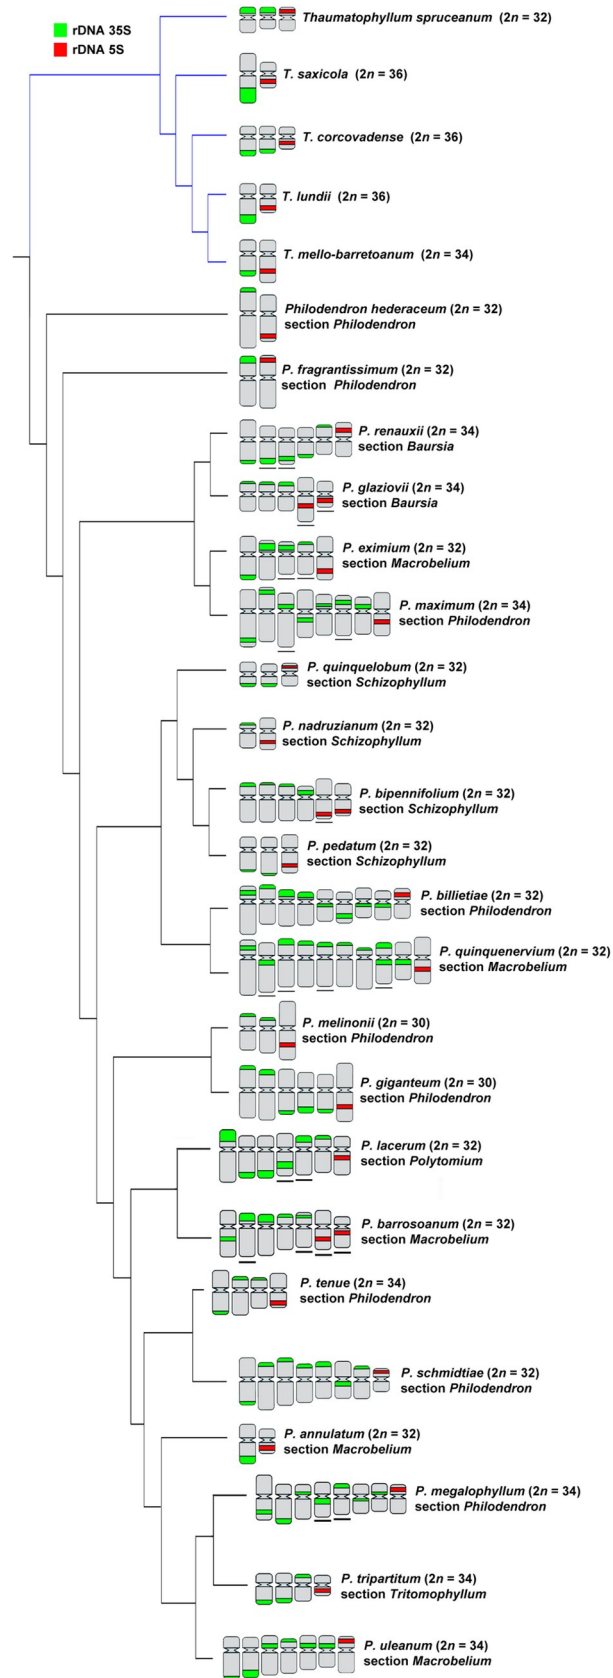 rDNA 35S
rDNA 5S
Thaumatophyllum spruceanum (2n = 32)
T. saxicola (2n = 36)
T. corcovadense (2n = 36)
T. lundii (2n = 36)
T. mello-barretoanum (2n = 34)
Philodendron hederaceum (2n = 32)
section Philodendron
P. fragrantissimum (2n = 32)
section Philodendron
P. renauxii (2n = 34)
section Baursia
P. glaziovii (2n = 34)
section Baursia
P. eximium (2n = 32)
section Macrobelium
P. maximum (2n = 34)
section Philodendron
P. quinquelobum (2n = 32)
section Schizophyllum
P. nadruzianum (2n = 32)
section Schizophyllum
P. bipennifolium (2n = 32)
section Schizophyllum
P. pedatum (2n = 32)
section Schizophyllum
P. billietiae (2n = 32)
section Philodendron
P. quinquenervium (2n = 32)
section Macrobelium
P. melinonii (2n = 30)
section Philodendron
P. giganteum (2n = 30)
section Philodendron
P. lacerum (2n = 32)
section Polytomium
P. barrosoanum (2n = 32)
section Macrobelium
P. tenue (2n = 34)
section Philodendron
P. schmidtiae (2n = 32)
section Philodendron
P. annulatum (2n = 32)
section Macrobelium
P. megalophyllum (2n = 34)
section Philodendron
P. tripartitum (2n = 34)
section Tritomophyllum
P. uleanum (2n = 34)
section Macrobelium